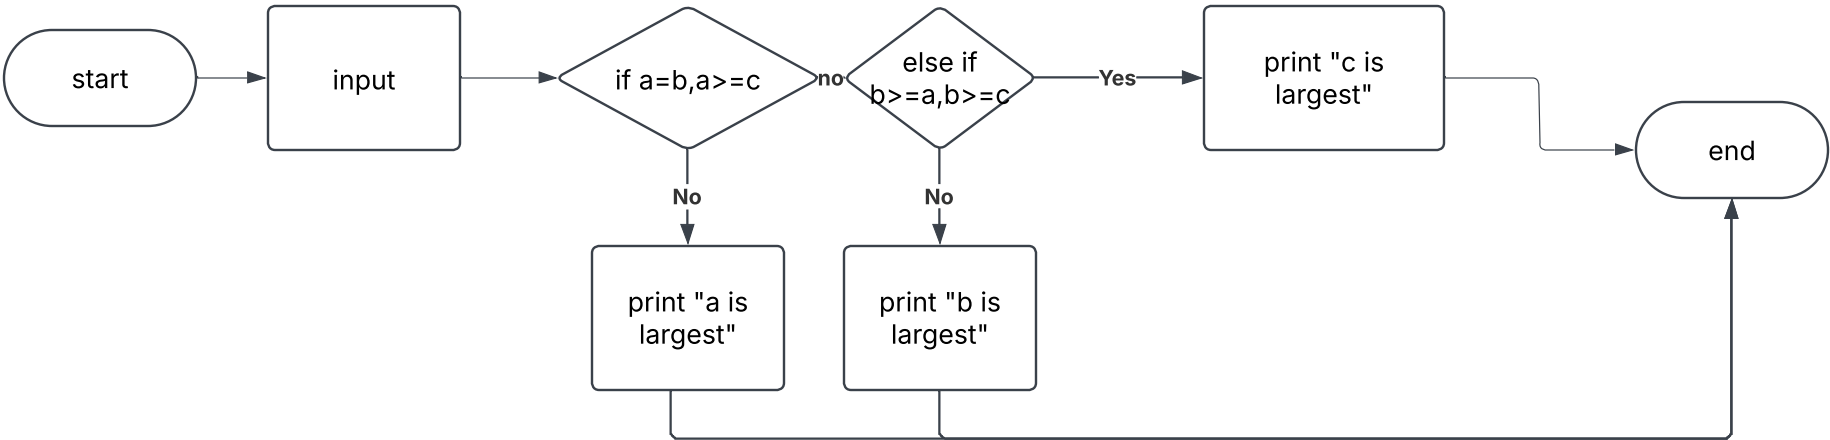 start
input
if a=b,a>=c
no
else if
b>=a,b>=c
Yes
print "c is
largest"
end
No
No
print "a is
largest"
print "b is
largest"